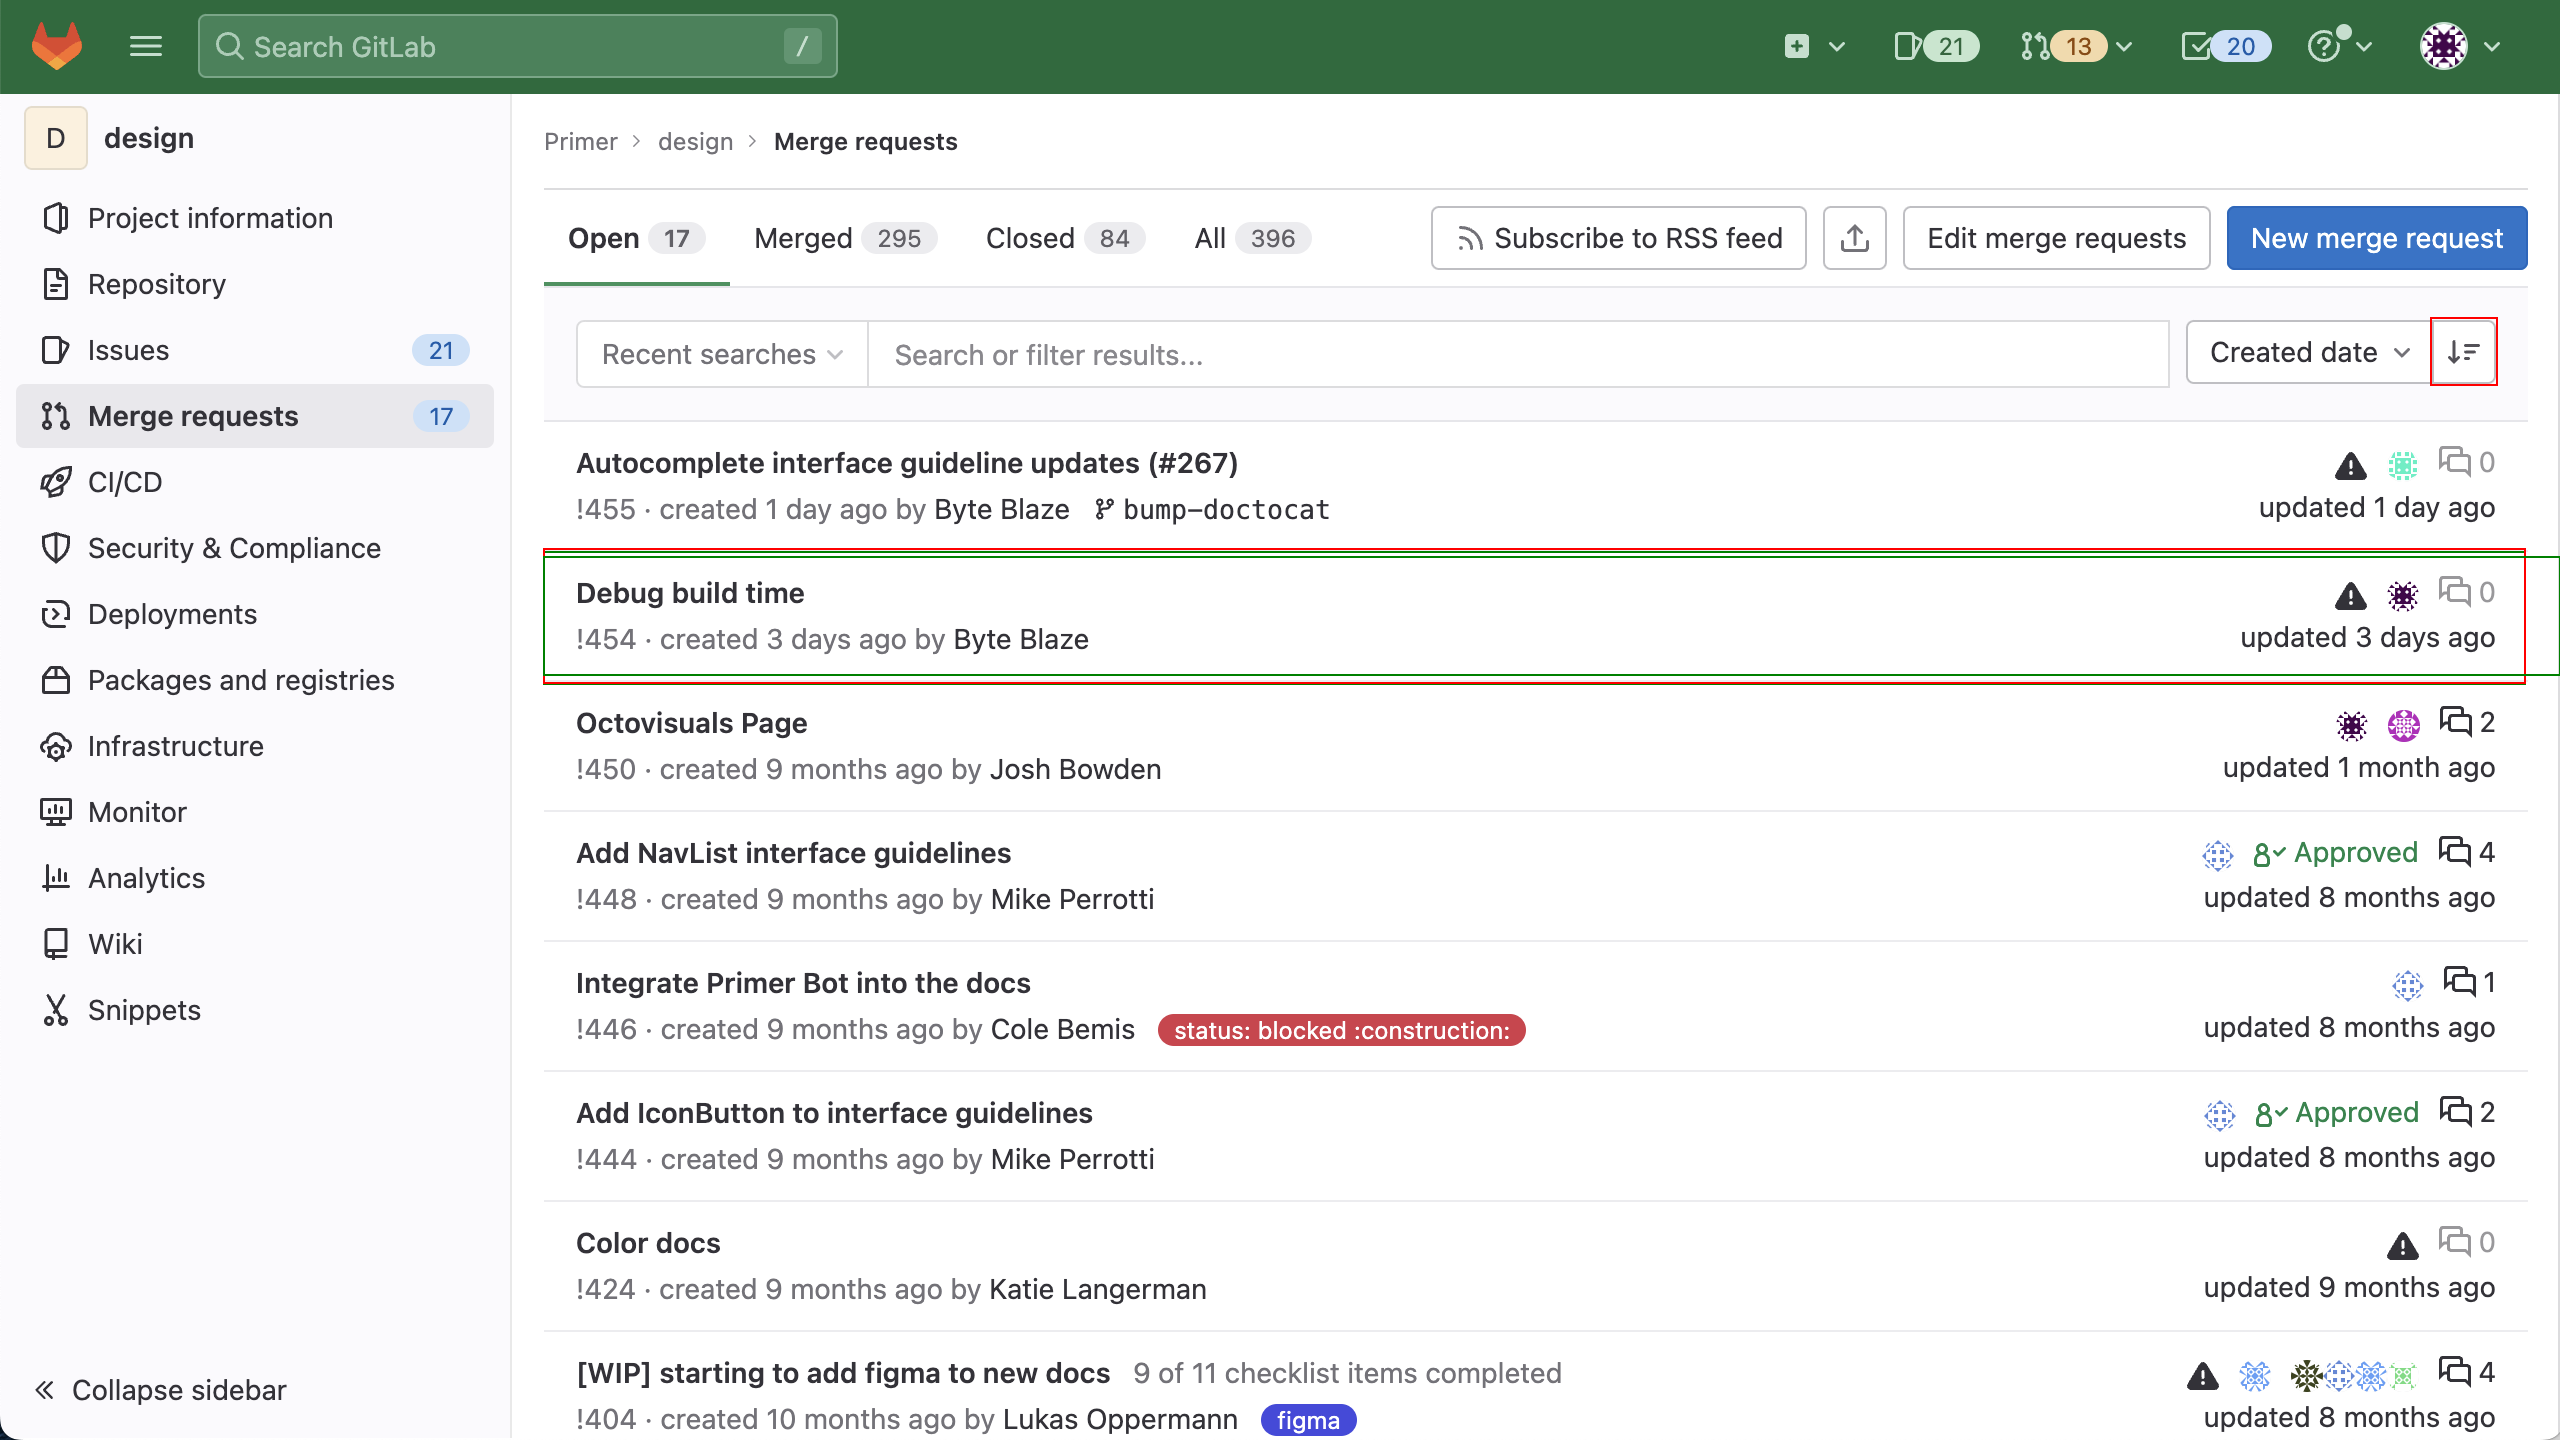 Search GitLab
/
21
13
20
D
design
Project information
Repository
Issues 21
Merge requests 17
CI/CD
Security & Compliance
Deployments
Packages and registries
Infrastructure
Monitor
Analytics
Wiki
Snippets
Collapse sidebar
Primer > design > Merge requests
Open 17 Merged 295 Closed 84 All 396
Subscribe to RSS feed
Edit merge requests
New merge request
Recent searches
Search or filter results...
Created date
Autocomplete interface guideline updates (#267)
0
!455 · created 1 day ago by Byte Blaze bump-doctocat
updated 1 day ago
Debug build time
0
!454 · created 3 days ago by Byte Blaze
updated 3 days ago
Octovisuals Page
2
!450 · created 9 months ago by Josh Bowden
updated 1 month ago
Add NavList interface guidelines
Approved 4
!448 · created 9 months ago by Mike Perrotti
updated 8 months ago
Integrate Primer Bot into the docs
1
!446 · created 9 months ago by Cole Bemis status: blocked :construction:
updated 8 months ago
Add IconButton to interface guidelines
Approved 2
!444 · created 9 months ago by Mike Perrotti
updated 8 months ago
Color docs
0
!424 · created 9 months ago by Katie Langerman
updated 9 months ago
[WIP] starting to add figma to new docs 9 of 11 checklist items completed
4
!404 · created 10 months ago by Lukas Oppermann figma
updated 8 months ago